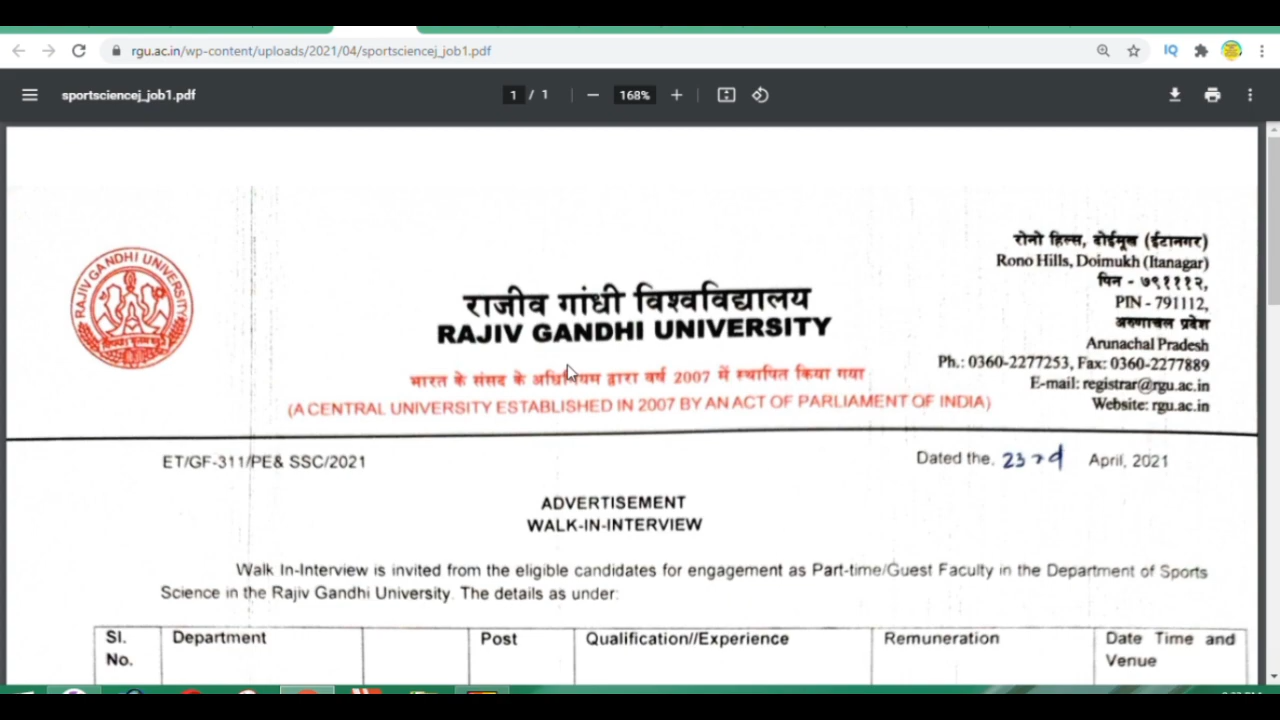 rgu.ac.in/wp-content/uploads/2021/04/sportsciencej_job1.pdf
IQ
sportsciencej_job1.pdf
1 / 1
168%
RAJIV GANDHI UNIVERSITY
रोनो हिल्स, दोईमुख (ईटानगर)
Rono Hills, Doimukh (Itanagar)
पिन - ७९१११२,
PIN - 791112,
अरुणाचल प्रदेश
Arunachal Pradesh
Ph.: 0360-2277253, Fax: 0360-2277889
E-mail: registrar@rgu.ac.in
Website: rgu.ac.in
राजीव गांधी विश्वविद्यालय
RAJIV GANDHI UNIVERSITY
भारत के संसद के अधिनियम द्वारा वर्ष 2007 में स्थापित किया गया
(A CENTRAL UNIVERSITY ESTABLISHED IN 2007 BY AN ACT OF PARLIAMENT OF INDIA)
ET/GF-311/PE& SSC/2021
Dated the, 23rd April, 2021
ADVERTISEMENT
WALK-IN-INTERVIEW
Walk In-Interview is invited from the eligible candidates for engagement as Part-time/Guest Faculty in the Department of Sports
Science in the Rajiv Gandhi University. The details as under:
Sl. No.
Department
Post
Qualification//Experience
Remuneration
Date Time and
Venue